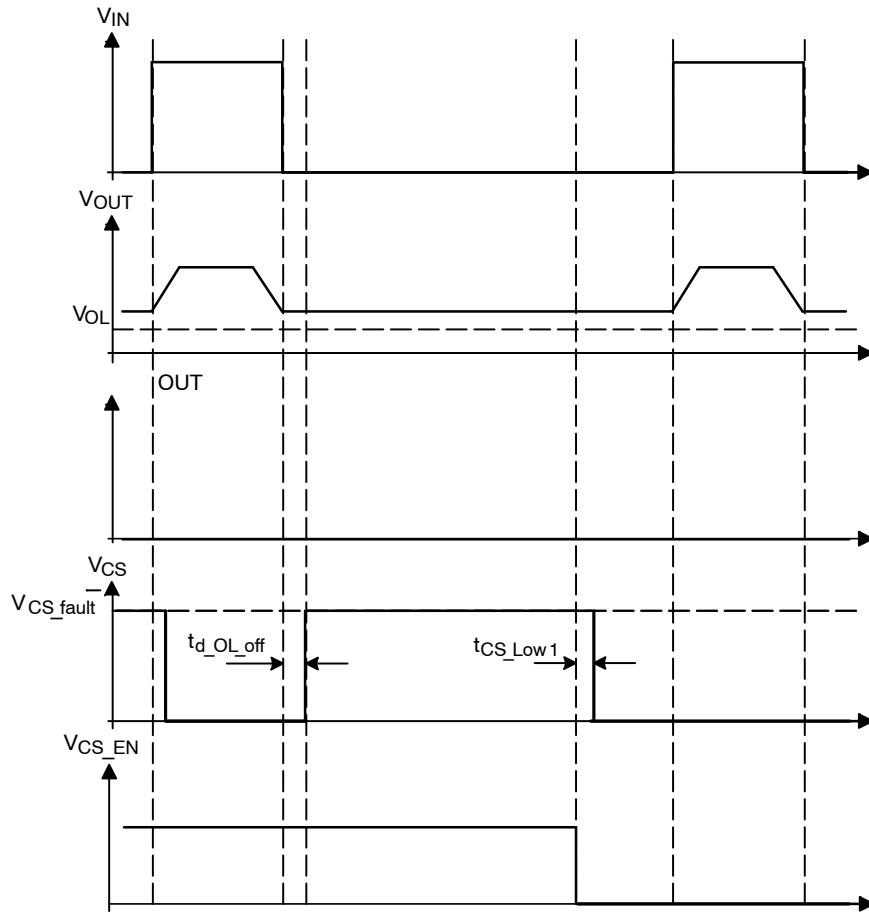 VIN
VOUT
VOL
OUT
VCS
VCS_fault
td_OL_off
tCS_Low1
VCS_EN